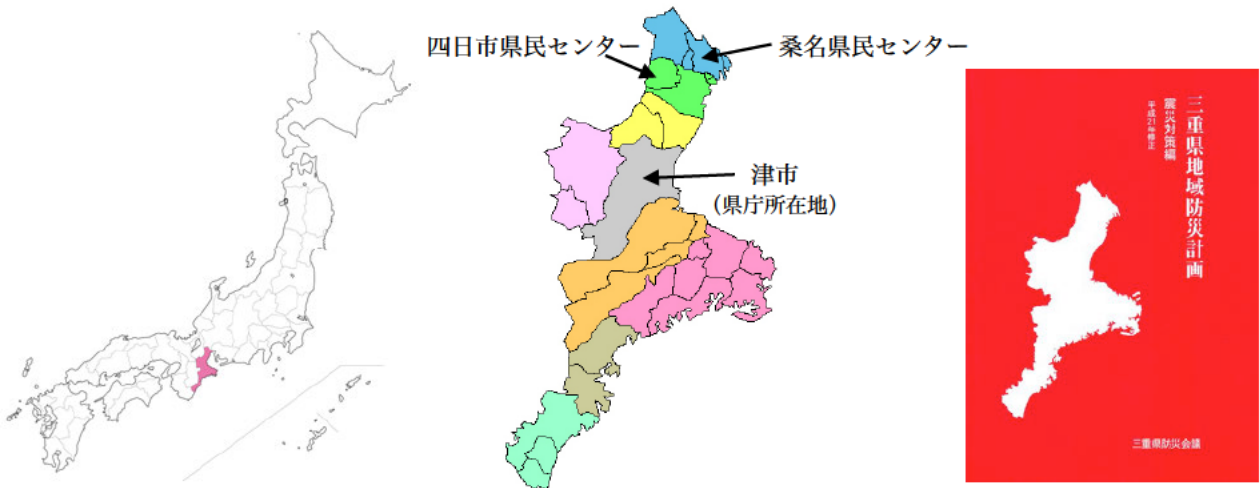 四日市県民センター
桑名県民センター
津市
（県庁所在地）
三重県地域防災計画
震災対策編
平成21年修正
三重県防災会議